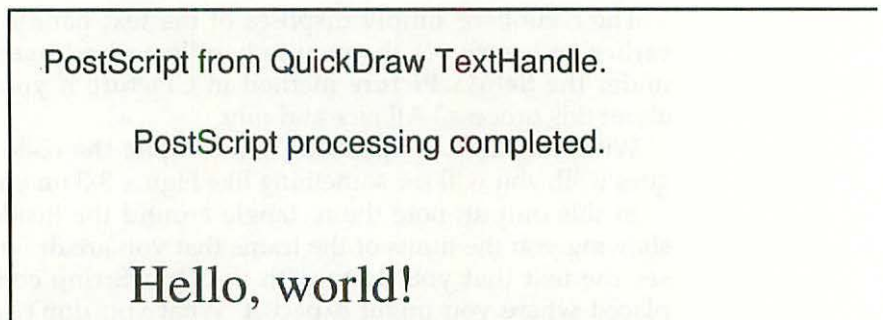 PostScript from QuickDraw TextHandle.
PostScript processing completed.
Hello, world!